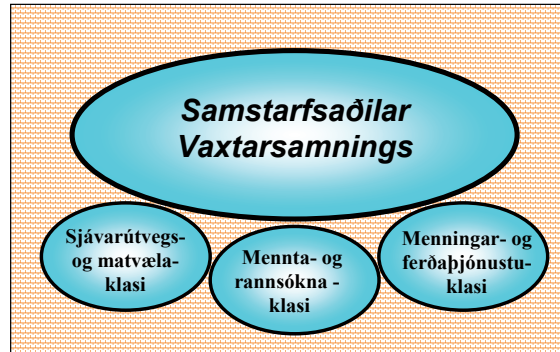 Samstarfsaðilar
Vaxtarsamnings
Sjávarútvegs-
og matvæla-
klasi
Mennta- og
rannsókna -
klasi
Menningar- og
ferðaþjónustu-
klasi